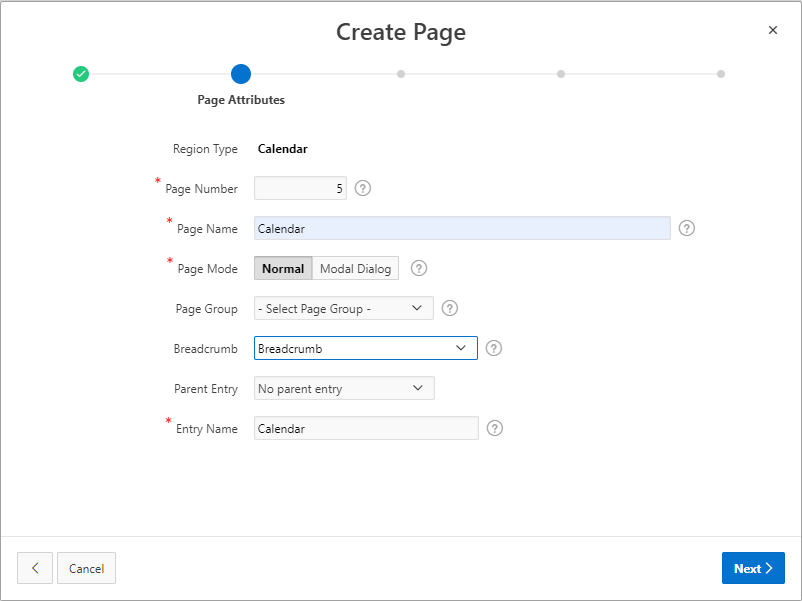 Create Page
Page Attributes
Region Type Calendar
* Page Number 5 ?
* Page Name Calendar ?
* Page Mode Normal Modal Dialog ?
Page Group - Select Page Group - ?
Breadcrumb Breadcrumb ?
Parent Entry No parent entry
* Entry Name Calendar ?
Cancel Next